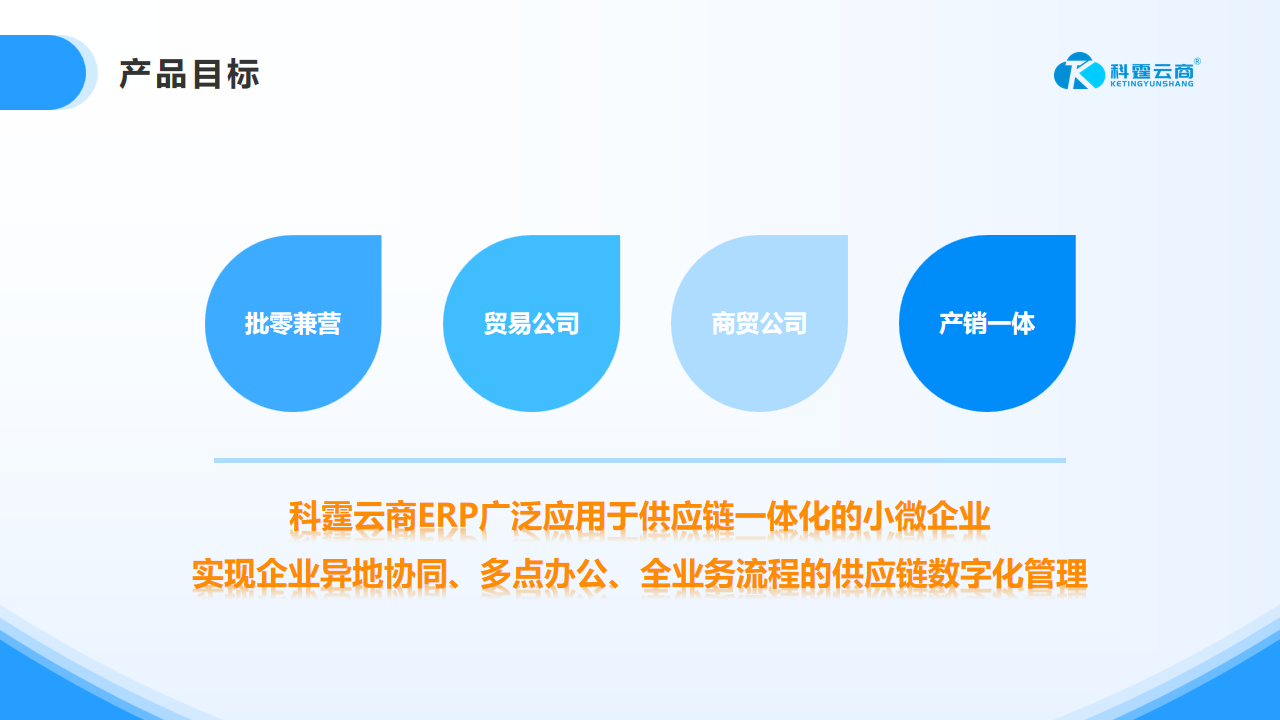 产品目标
科霆云商®
KETINGYUNSHANG
批零兼营
贸易公司
商贸公司
产销一体
科霆云商ERP广泛应用于供应链一体化的小微企业
实现企业异地协同、多点办公、全业务流程的供应链数字化管理